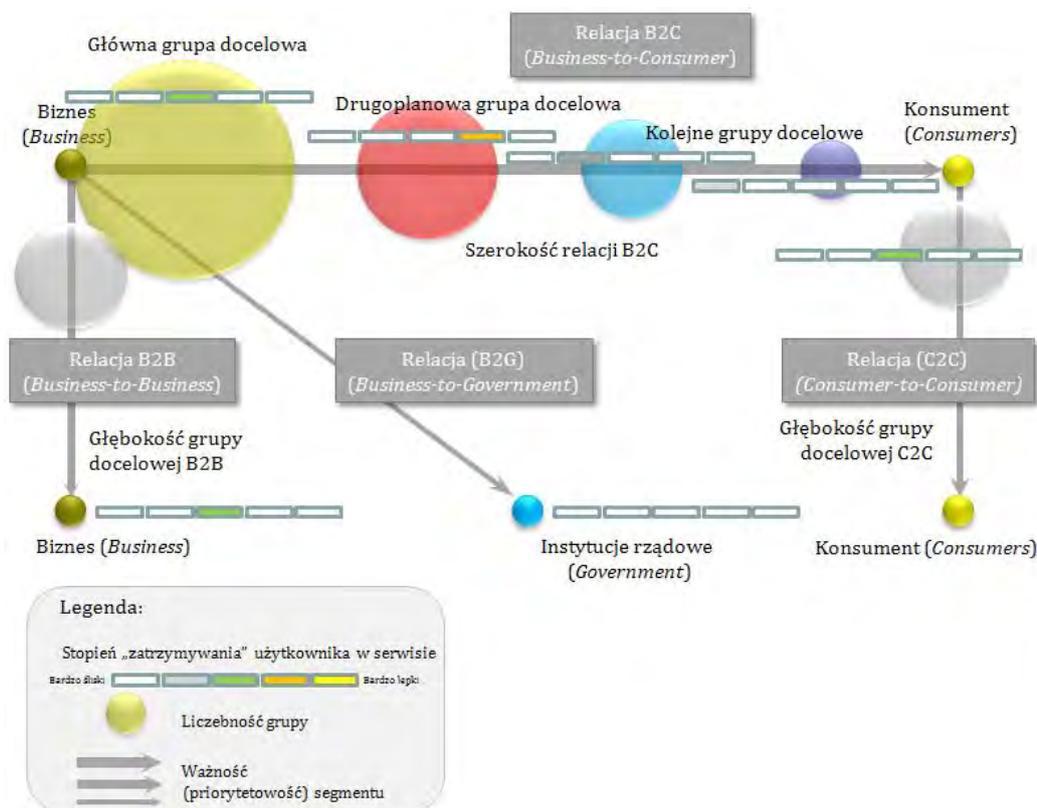 Relacja B2C
(Business-to-Consumer)
Główna grupa docelowa
Biznes
(Business)
Drugoplanowa grupa docelowa
Kolejne grupy docelowe
Konsument
(Consumers)
Szerokość relacji B2C
Relacja B2B
(Business-to-Business)
Relacja (B2G)
(Business-to-Government)
Relacja (C2C)
(Consumer-to-Consumer)
Głębokość grupy
docelowej B2B
Głębokość grupy
docelowej C2C
Biznes (Business)
Instytucje rządowe
(Government)
Konsument (Consumers)
Legenda:
Stopień „zatrzymywania" użytkownika w serwisie
Bardzo śliski
Bardzo lepki
Liczebność grupy
Ważność
(priorytetowość) segmentu